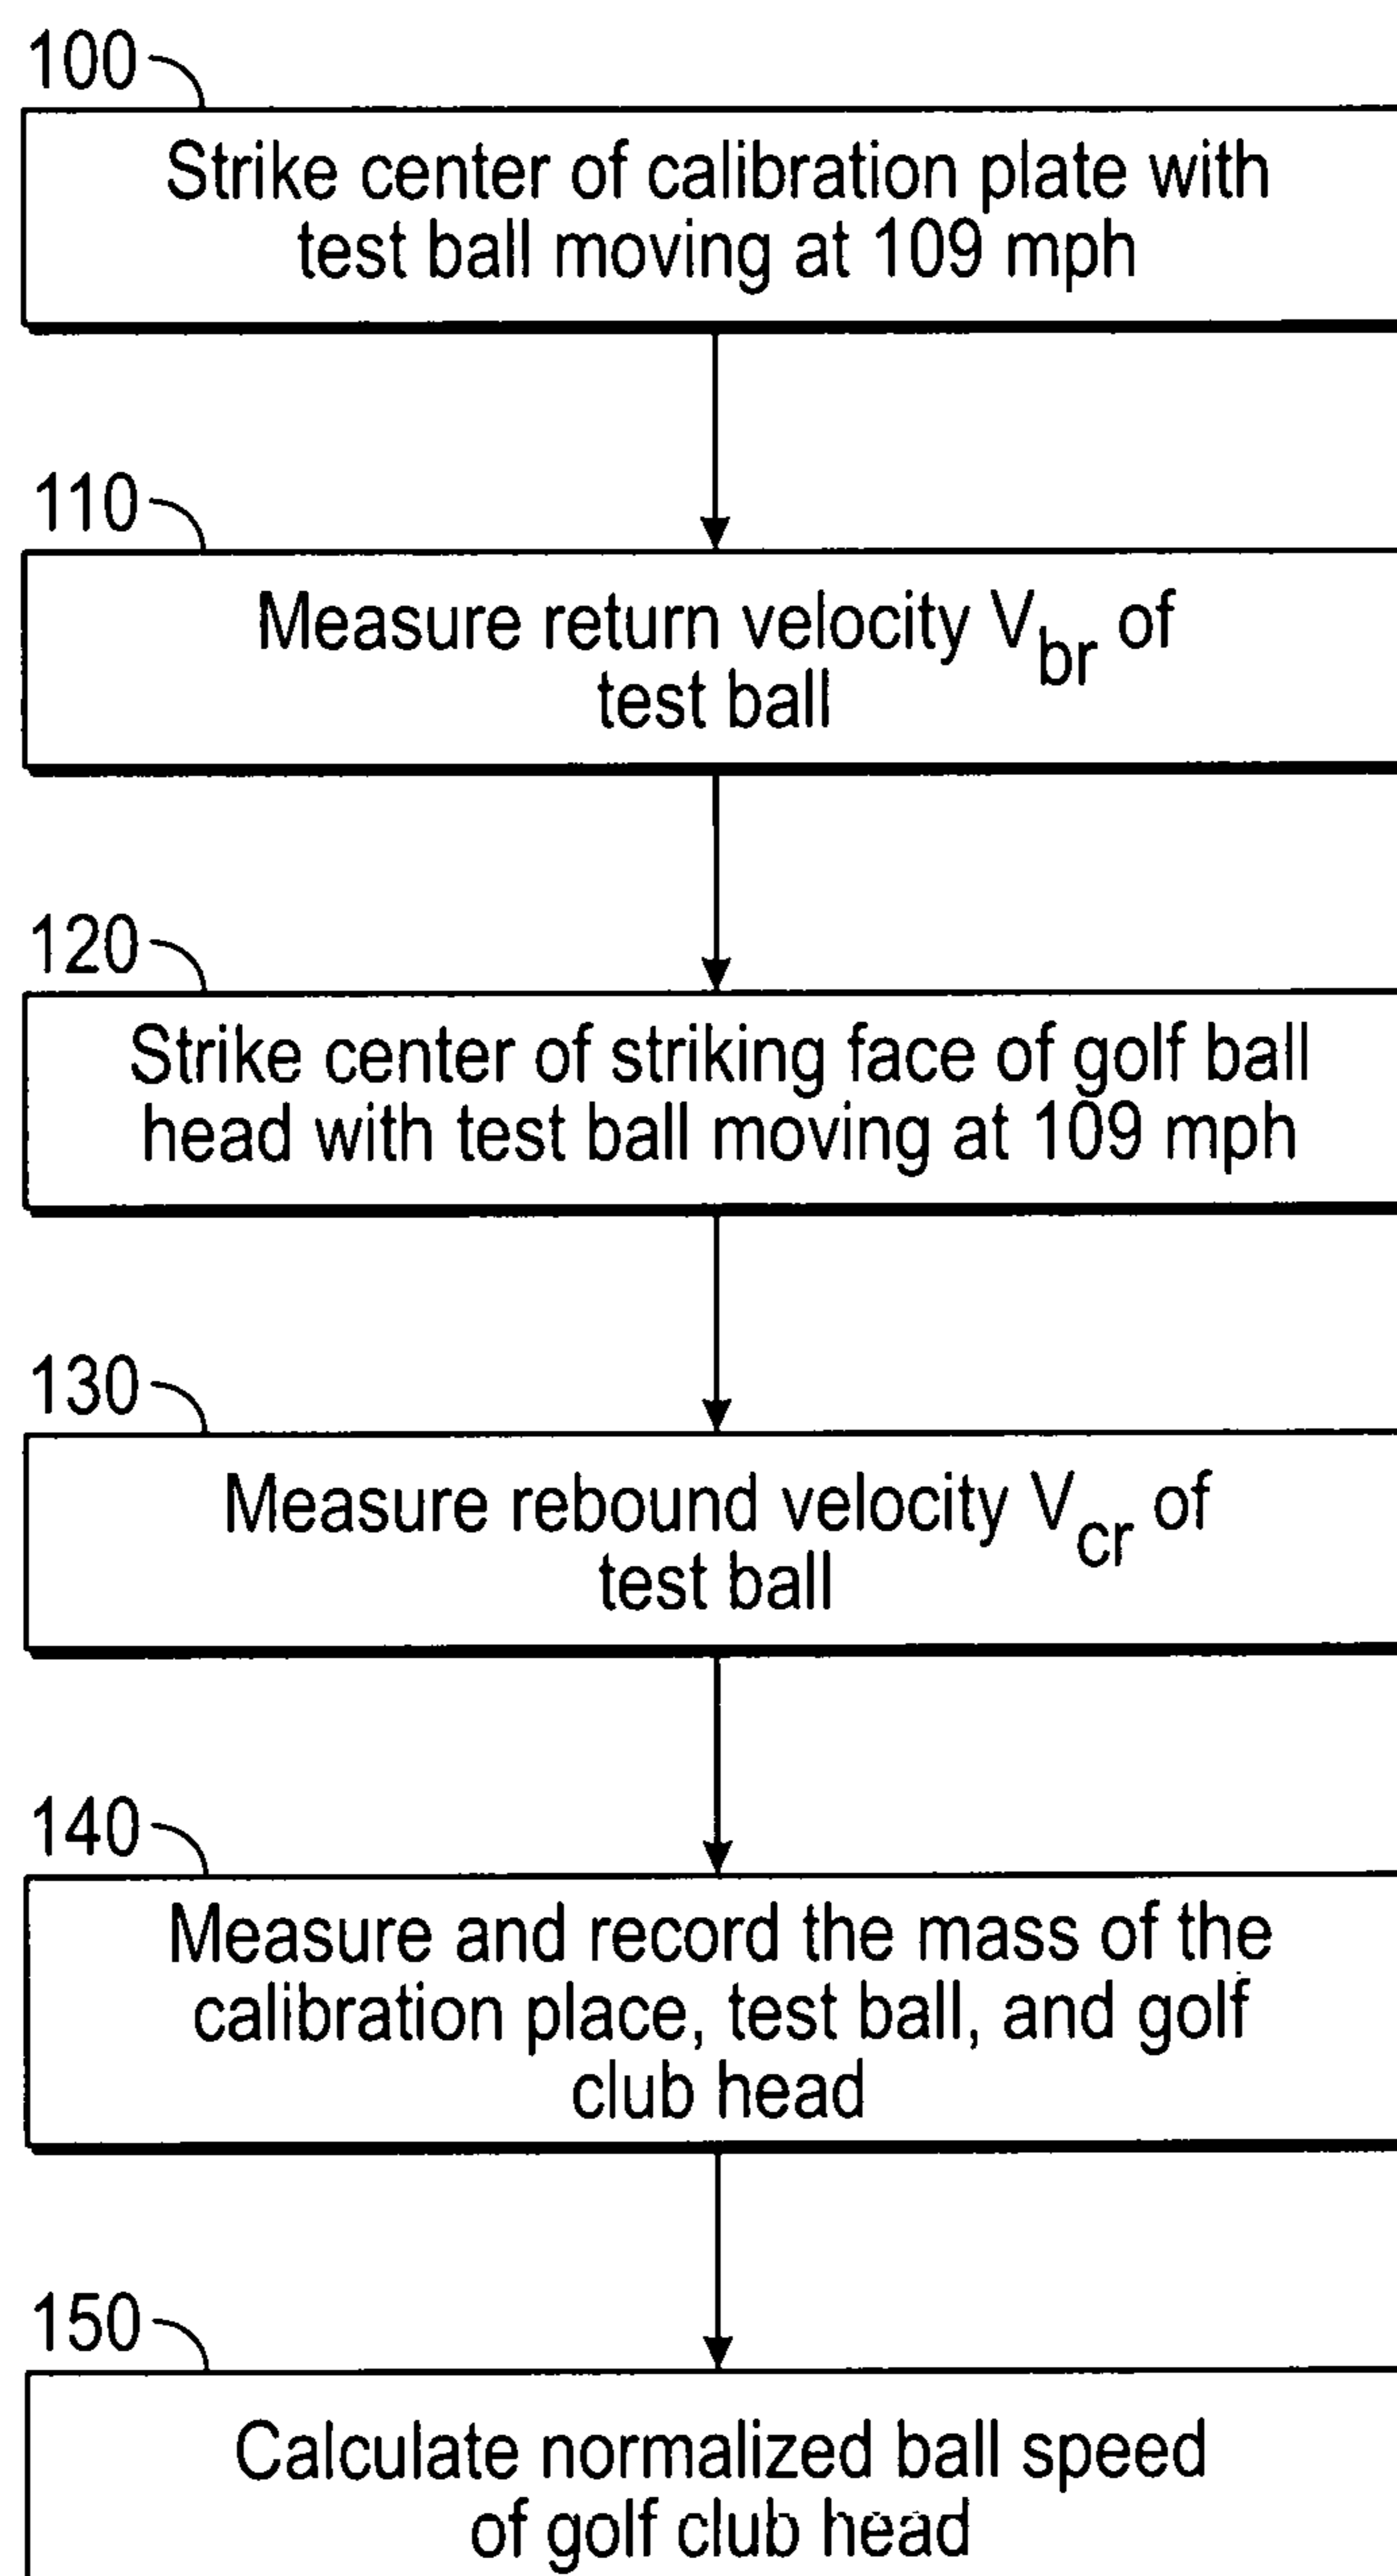 100
Strike center of calibration plate with
test ball moving at 109 mph
110
Measure return velocity V_br of
test ball
120
Strike center of striking face of golf ball
head with test ball moving at 109 mph
130
Measure rebound velocity V_cr of
test ball
140
Measure and record the mass of the
calibration place, test ball, and golf
club head
150
Calculate normalized ball speed
of golf club head